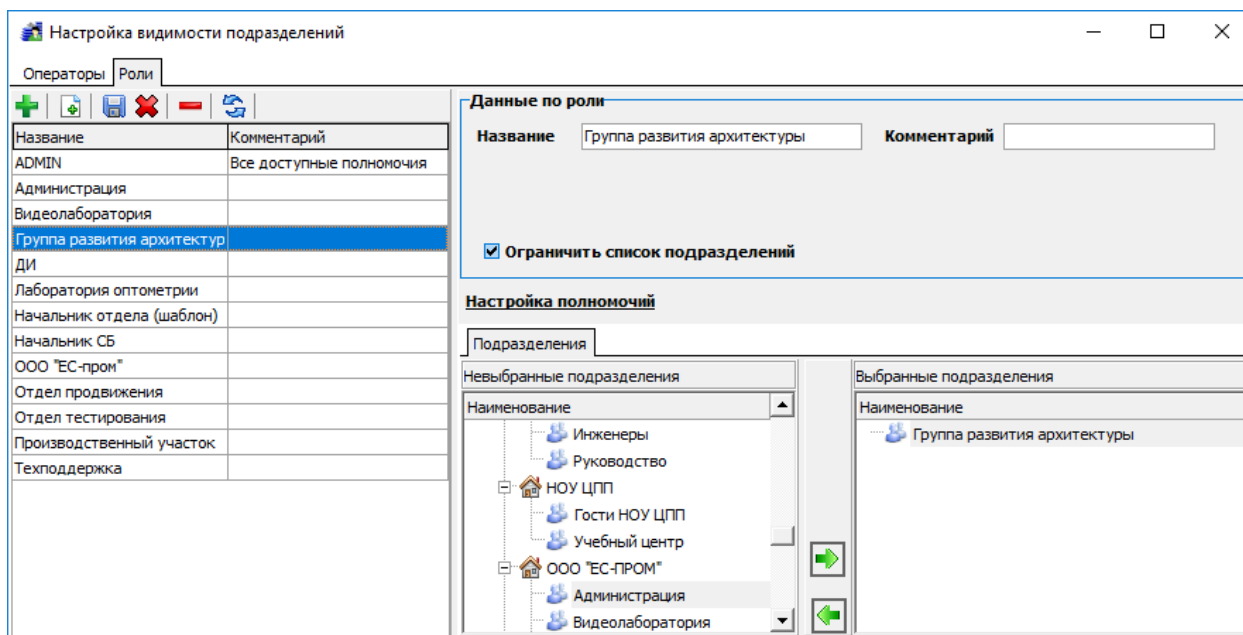 Настройка видимости подразделений
Операторы Роли
Название Комментарий
ADMIN Все доступные полномочия
Администрация
Видеолаборатория
Группа развития архитектур
ДИ
Лаборатория оптометрии
Начальник отдела (шаблон)
Начальник СБ
ООО "ЕС-пром"
Отдел продвижения
Отдел тестирования
Производственный участок
Техподдержка
Данные по роли
Название Группа развития архитектуры Комментарий
Ограничить список подразделений
Настройка полномочий
Подразделения
Невыбранные подразделения
Наименование
Инженеры
Руководство
НОУ ЦПП
Гости НОУ ЦПП
Учебный центр
ООО "ЕС-ПРОМ"
Администрация
Видеолаборатория
Выбранные подразделения
Наименование
Группа развития архитектуры